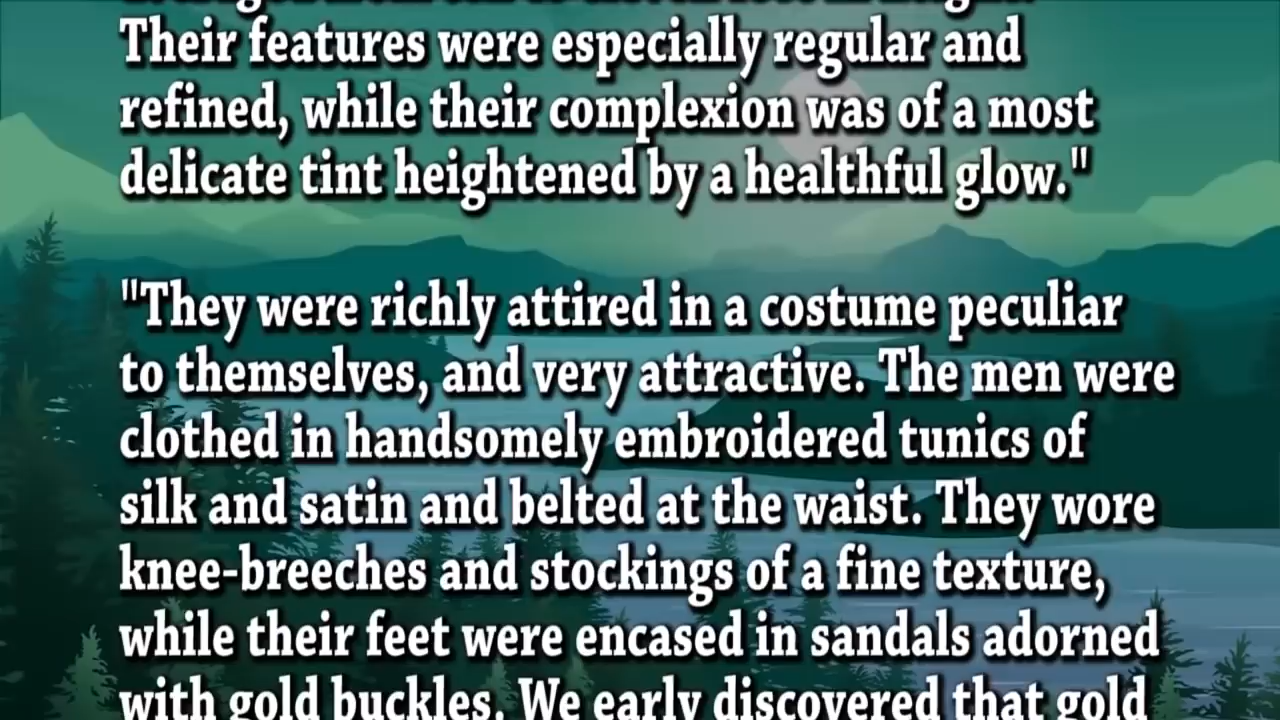 Their features were especially regular and
refined, while their complexion was of a most
delicate tint heightened by a healthful glow."
"They were richly attired in a costume peculiar
to themselves, and very attractive. The men were
clothed in handsomely embroidered tunics of
silk and satin and belted at the waist. They wore
knee-breeches and stockings of a fine texture,
while their feet were encased in sandals adorned
with gold buckles. We early discovered that gold